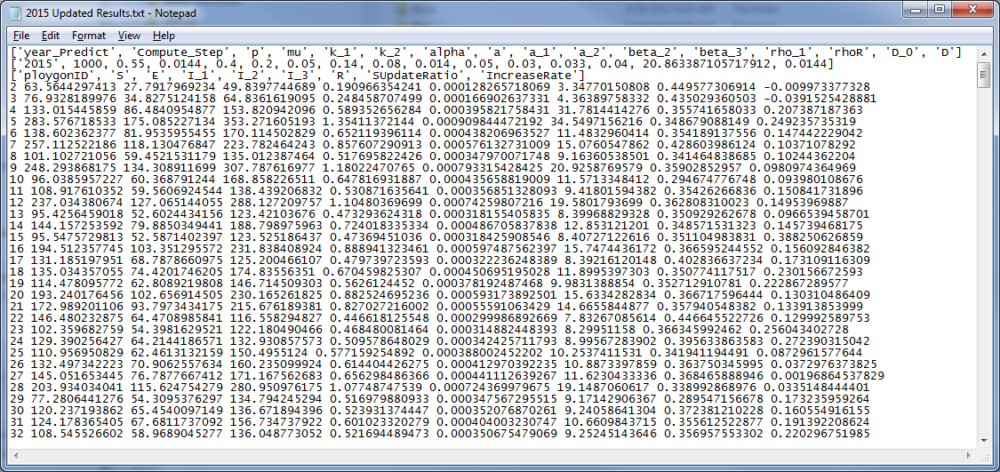 2015 Updated Results.txt - Notepad
File Edit Format View Help
['year_Predict', 'Compute_Step', 'p', 'mu', 'k_1', 'k_2', 'alpha', 'a', 'a_1', 'a_2', 'beta_2', 'beta_3', 'rho_1', 'rhoR', 'D_0', 'D']
['2015', 1000, 0.55, 0.0144, 0.4, 0.2, 0.05, 0.14, 0.08, 0.014, 0.05, 0.03, 0.033, 0.04, 20.863387105717912, 0.0144]
['ploygonID', 'S', 'E', 'I_1', 'I_2', 'I_3', 'R', 'SUpdateRatio', 'IncreaseRate']
2 63.5644297413 27.7917969234 49.8397744689 0.190966354241 0.000128265718069 3.34770150808 0.449577306914 -0.009973377328
3 76.9328189976 34.8275124158 64.8361619095 0.248458707499 0.000166902637331 4.36389758332 0.435029360503 -0.0391525428881
4 133.015445859 86.4840954877 153.820942096 0.589352656284 0.000395821758431 31.7814414276 0.355741658033 0.207387187363
5 283.576718533 175.085227134 353.271605193 1.35411372144 0.000909844472192 34.5497156216 0.348679088149 0.249235735319
6 138.602362377 81.9535955455 170.114502829 0.652119396114 0.000438206963527 11.4832960414 0.354189137556 0.147442229042
7 257.112522186 118.130476847 223.782464243 0.857607290913 0.000576132731009 15.0760547862 0.428603986124 0.10371078292
8 101.102721056 59.4521531179 135.012387464 0.517695822426 0.000347970071748 9.16360538501 0.341464838685 0.10244362204
9 248.293868175 134.308911699 307.787616977 1.18022470765 0.000793315428425 20.9258769579 0.35902852957 0.0980974364969
10 96.0385957227 60.368791244 168.858226511 0.647816931887 0.000435658819009 11.5713348412 0.294674776748 0.093980108676
11 108.917610352 59.5606924544 138.439206832 0.530871635641 0.000356851328093 9.41801594382 0.35426266836 0.150841731896
12 237.034380674 127.065144055 288.127209757 1.10480369699 0.00074259807216 19.5801793699 0.362808310023 0.14953969887
13 95.4256459018 52.6024434156 123.42103676 0.473293624318 0.000318155405835 8.39968829328 0.350929262678 0.0966539458701
14 144.157253592 79.8850349441 188.798975963 0.724018335334 0.000486705837838 12.853121201 0.348571531323 0.145739468175
15 95.5475729813 52.5871402397 123.525186437 0.47369451036 0.000318425908546 8.40727122616 0.351104983831 0.388250626859
16 194.512357745 103.351295572 231.838408924 0.888941323461 0.000597487562397 15.7474436172 0.366595244552 0.156092846382
17 131.185197951 68.7878660975 125.200466107 0.479739723593 0.000322236248389 8.39216120148 0.402836637234 0.173109116309
18 135.034357055 74.4201746205 174.83556351 0.670459825307 0.000450695195028 11.8995397303 0.350774117517 0.230156672593
19 114.478095772 62.8089219808 146.714509303 0.5626124452 0.000378192487468 9.9831388854 0.352712910781 0.222867289577
20 193.240176456 102.656914505 230.165261825 0.882524695236 0.000593173892501 15.6334282834 0.366717596444 0.130310486409
21 172.989201106 93.7973434175 215.676189381 0.827027216002 0.00055591063429 14.6655844877 0.357940548382 0.133913853999
22 146.480232875 64.4708985841 116.558294827 0.446618125548 0.000299986892669 7.83267085614 0.446645522726 0.129992589753
23 102.359682759 54.3981629521 122.180490466 0.468480081464 0.000314882448393 8.29951158 0.366345992462 0.256043402728
24 129.390256427 64.2144186571 132.930857573 0.509578648029 0.000342425711793 8.99567283902 0.395633863583 0.272390315042
25 110.956950829 62.4613132159 150.4955124 0.577159254892 0.000388002452202 10.2537411531 0.341941194491 0.0872961577644
26 132.497342223 70.9062557634 160.235099924 0.614404426275 0.000412970392235 10.8873397859 0.363750345995 0.0372976373825
27 145.051653445 76.7877667412 171.167562683 0.656298486366 0.000441112639267 11.6230433336 0.368465888946 0.00196864537829
28 203.934034041 115.624754279 280.950976175 1.07748747539 0.000724369979675 19.1487060617 0.338992868976 0.0335148444401
29 77.2806441276 54.3095376297 134.794245294 0.516979880933 0.000347567295515 9.17142906387 0.289547156678 0.173235959264
30 120.237193862 65.4540097149 136.671894396 0.523931374447 0.000352076870261 9.24058641304 0.372381210228 0.160554916155
31 124.178365405 67.6811737092 156.734737922 0.601023320279 0.000404003230747 10.6609843715 0.355612522877 0.191392208624
32 108.545526602 58.9689045277 136.048773052 0.521694489473 0.000350675479069 9.25245143646 0.356957553302 0.220296751985